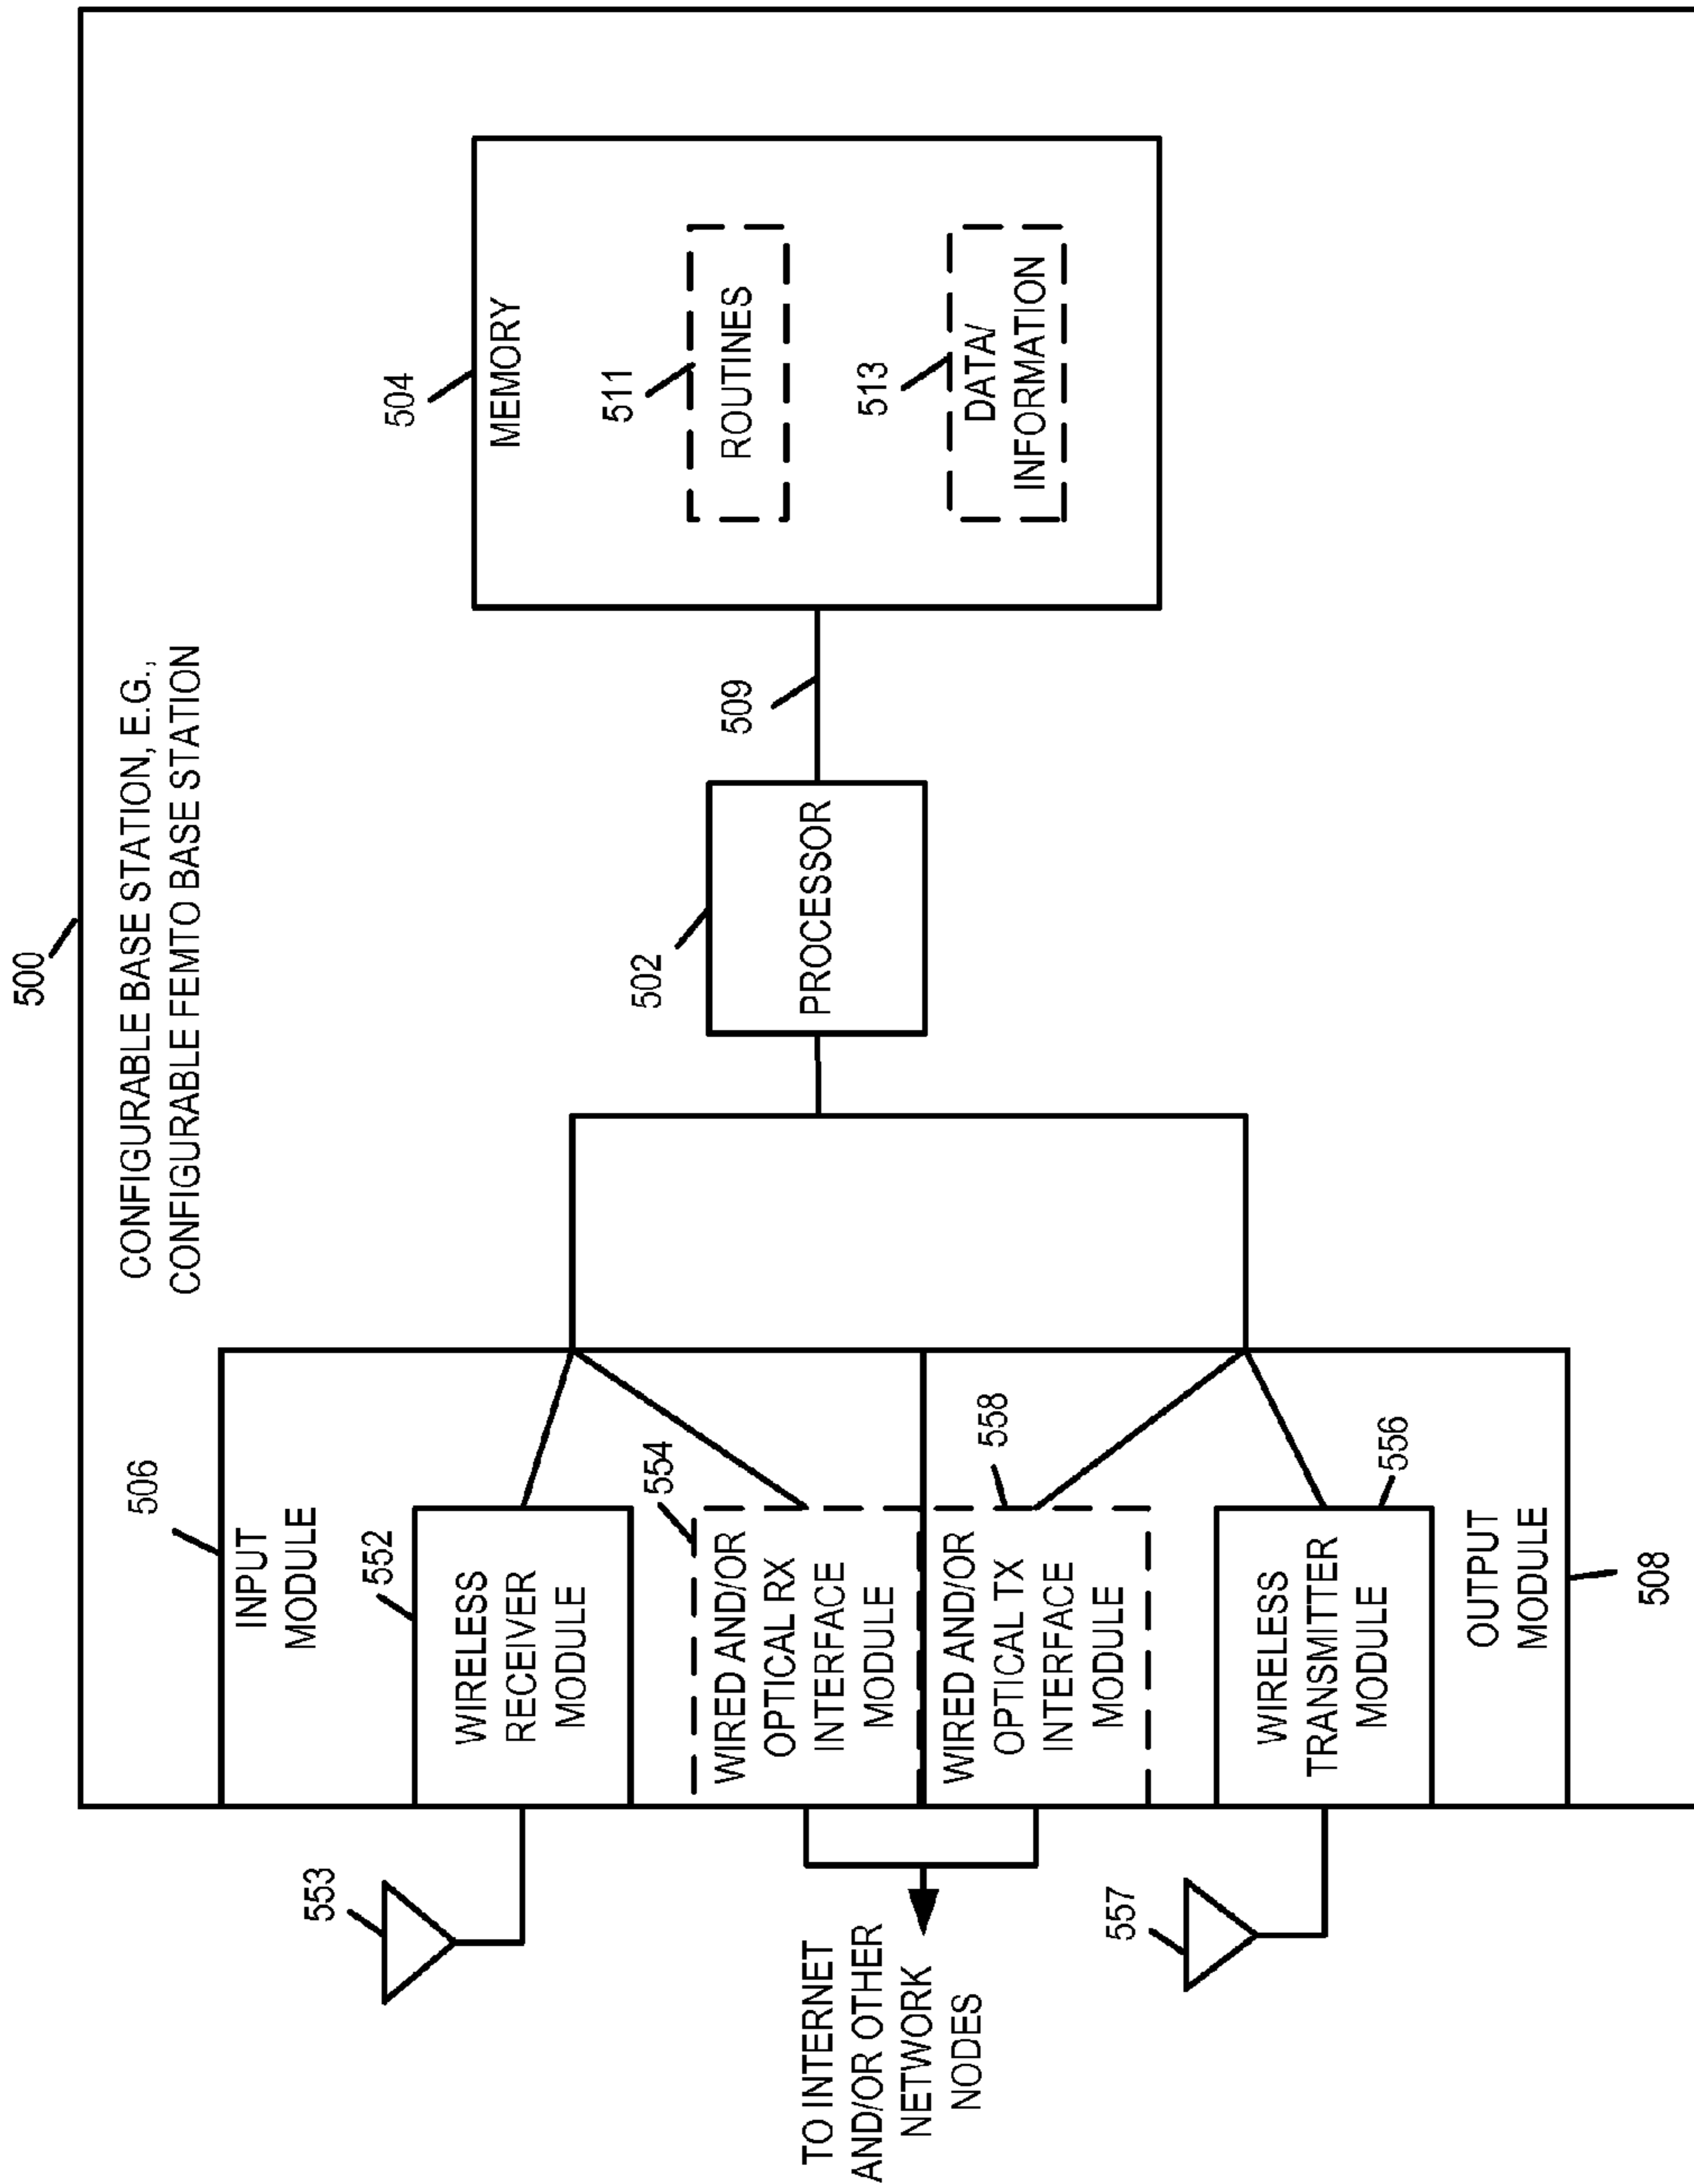 500
CONFIGURABLE BASE STATION, E.G.,
CONFIGURABLE FEMTO BASE STATION
506
INPUT
MODULE
552
WIRELESS
RECEIVER
MODULE
553
554
WIRED AND/OR
OPTICAL RX
INTERFACE
MODULE
558
WIRED AND/OR
OPTICAL TX
INTERFACE
MODULE
TO INTERNET
AND/OR OTHER
NETWORK
NODES
556
WIRELESS
TRANSMITTER
MODULE
557
OUTPUT
MODULE
508
502
PROCESSOR
509
504
MEMORY
511
ROUTINES
513
DATA/
INFORMATION